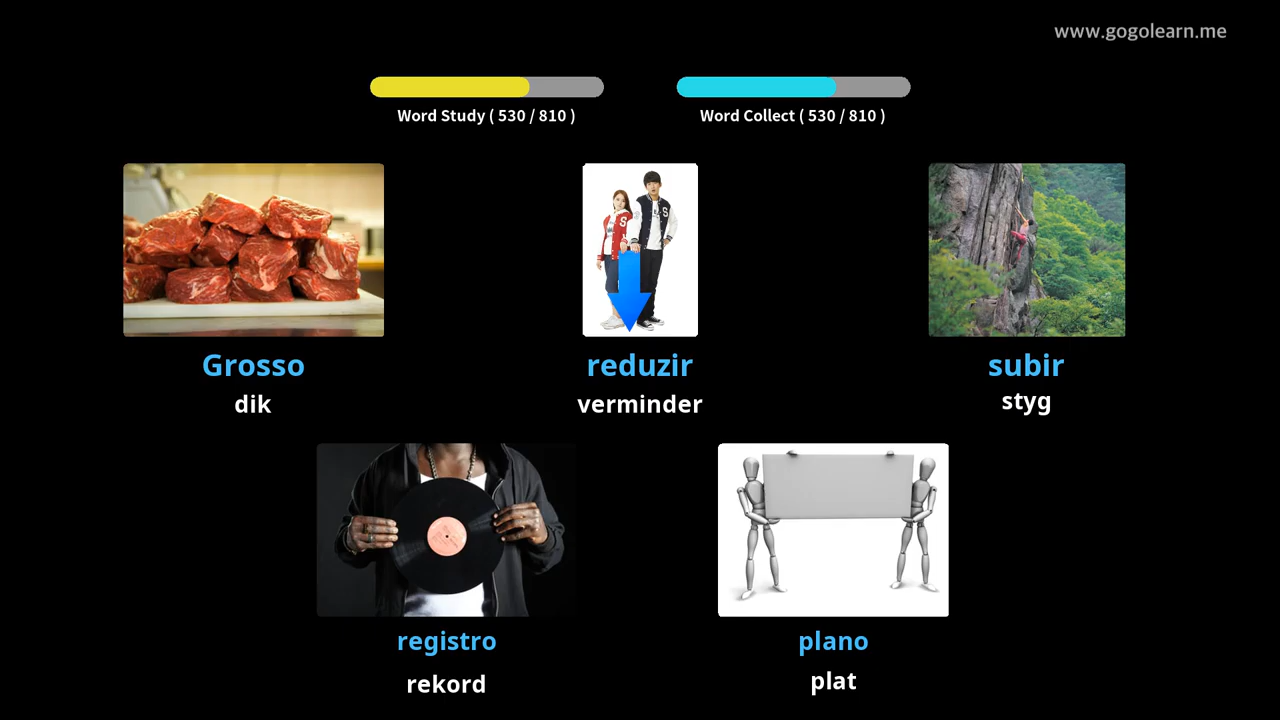 www.gogolearn.me
Word Study ( 530 / 810 )
Word Collect ( 530 / 810 )
Grosso
dik
reduzir
verminder
subir
styg
registro
rekord
plano
plat